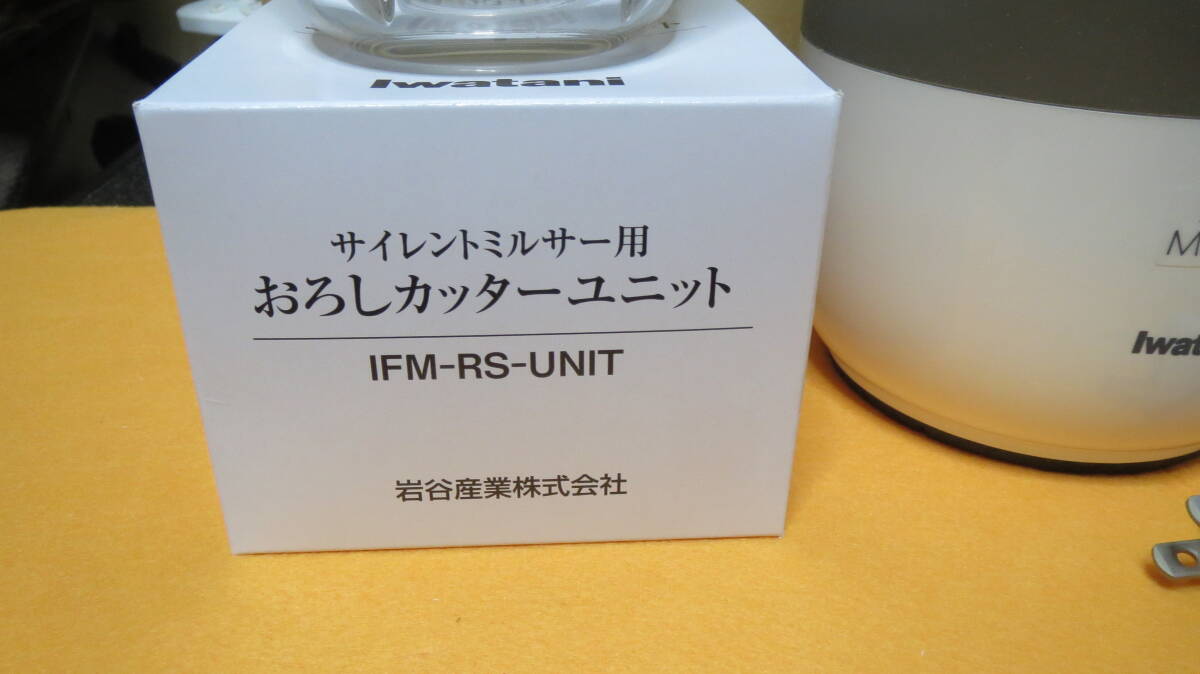 Iwatani
サイレントミルサー用
おろしカッターユニット
IFM-RS-UNIT
岩谷産業株式会社
M
Iwat